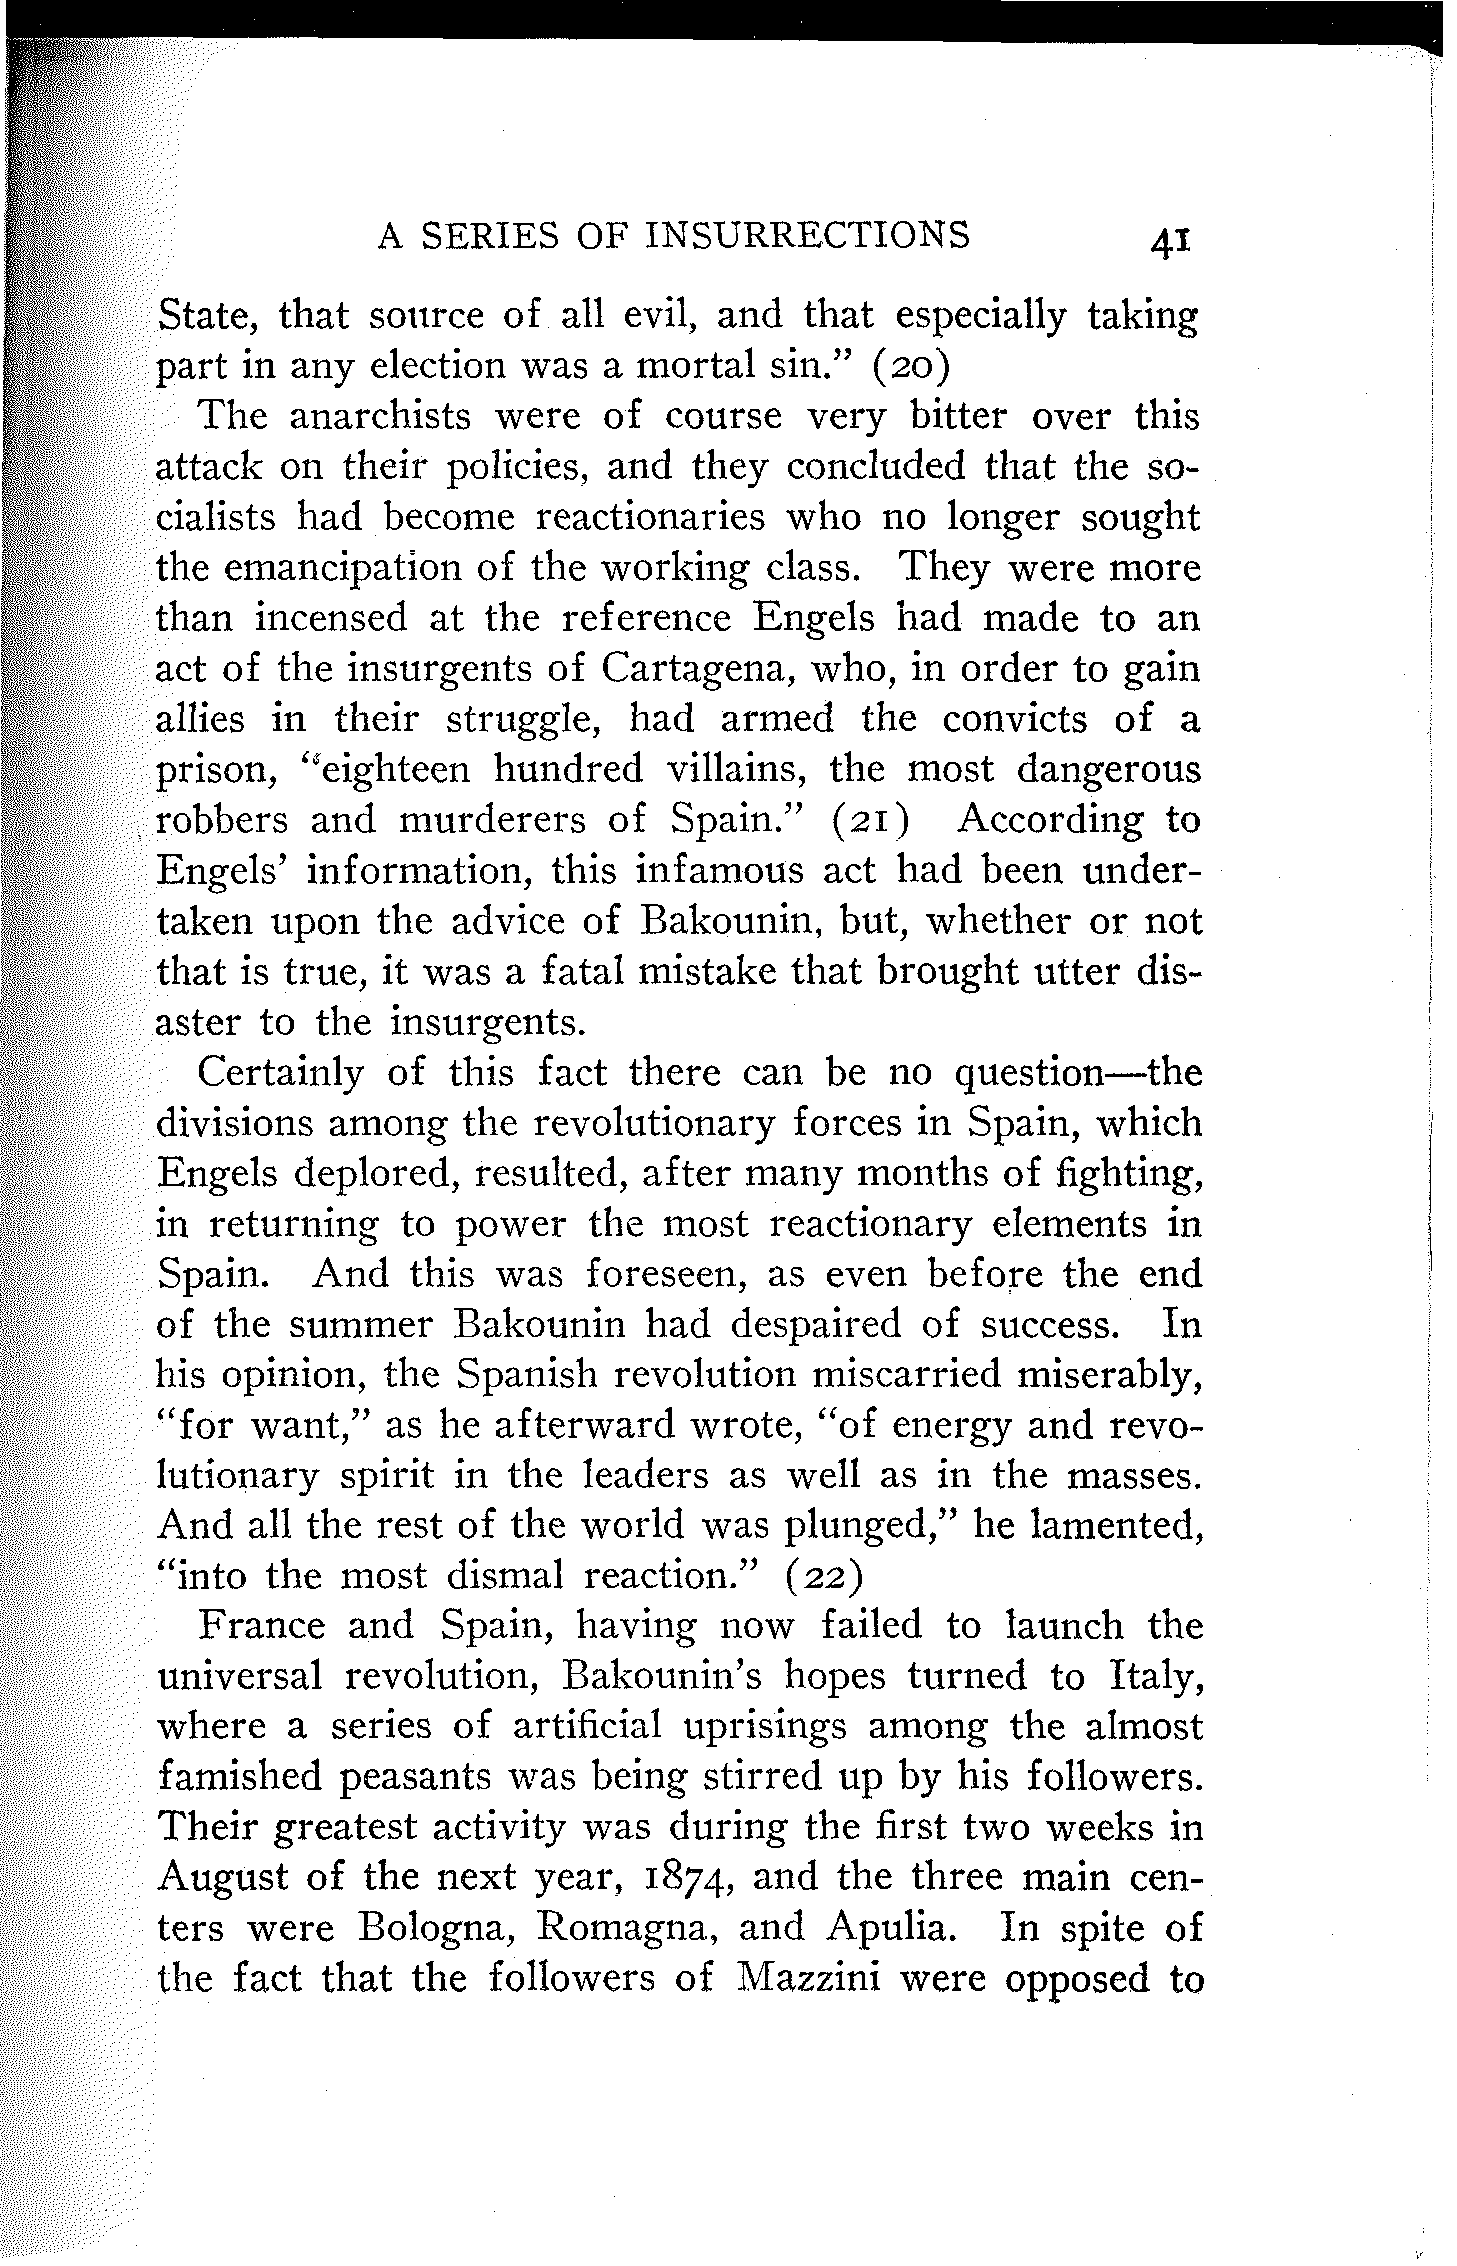 A SERIES OF INSURRECTIONS 41
State, that source of all evil, and that especially taking
part in any election was a mortal sin.” (20)
The anarchists were of course very bitter over this
attack on their policies, and they concluded that the so-
cialists had become reactionaries who no longer sought
the emancipation of the working class. They were more
than incensed at the reference Engels had made to an
act of the insurgents of Cartagena, who, in order to gain
allies in their struggle, had armed the convicts of a
prison, “eighteen hundred villains, the most dangerous
robbers and murderers of Spain.” (21) According to
Engels’ information, this infamous act had been under-
taken upon the advice of Bakounin, but, whether or not
that is true, it was a fatal mistake that brought utter dis-
aster to the insurgents.
Certainly of this fact there can be no question—the
divisions among the revolutionary forces in Spain, which
Engels deplored, resulted, after many months of fighting,
in returning to power the most reactionary elements in
Spain. And this was foreseen, as even before the end
of the summer Bakounin had despaired of success. In
his opinion, the Spanish revolution miscarried miserably,
“for want,” as he afterward wrote, “of energy and revo-
lutionary spirit in the leaders as well as in the masses.
And all the rest of the world was plunged,” he lamented,
“into the most dismal reaction.” (22)
France and Spain, having now failed to launch the
universal revolution, Bakounin’s hopes turned to Italy,
where a series of artificial uprisings among the almost
famished peasants was being stirred up by his followers.
Their greatest activity was during the first two weeks in
August of the next year, 1874, and the three main cen-
ters were Bologna, Romagna, and Apulia. In spite of
the fact that the followers of Mazzini were opposed to